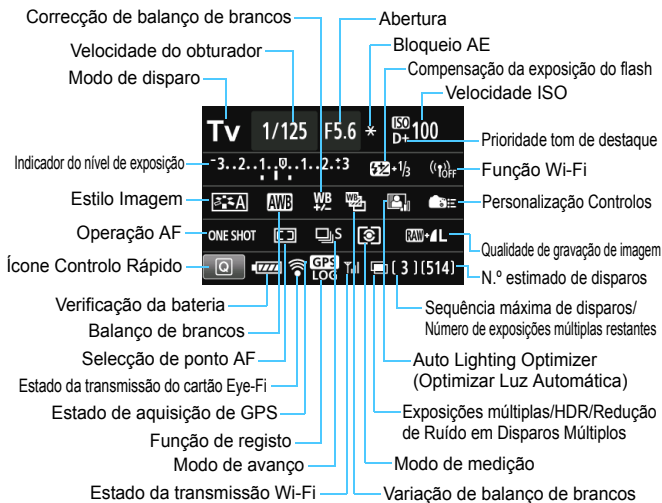 Correcção de balanço de brancos
Abertura
Velocidade do obturador
Bloqueio AE
Modo de disparo
Compensação da exposição do flash
Velocidade ISO
Tv 1/125 F5.6 * ISO D+ 100
Prioridade tom de destaque
Indicador do nível de exposição
-3..2..1..0..1..2..+3 +1/3 OFF
Função Wi-Fi
Estilo Imagem
A AWB WB +/- WB
Personalização Controlos
Operação AF
ONE SHOT S RAW+L
Qualidade de gravação de imagem
Ícone Controlo Rápido
Q GPS LOG [ 3 ] [514]
N.º estimado de disparos
Verificação da bateria
Sequência máxima de disparos/
Número de exposições múltiplas restantes
Balanço de brancos
Selecção de ponto AF
Auto Lighting Optimizer
(Optimizar Luz Automática)
Estado da transmissão do cartão Eye-Fi
Estado de aquisição de GPS
Exposições múltiplas/HDR/Redução
de Ruído em Disparos Múltiplos
Função de registo
Modo de avanço
Modo de medição
Estado da transmissão Wi-Fi
Variação de balanço de brancos